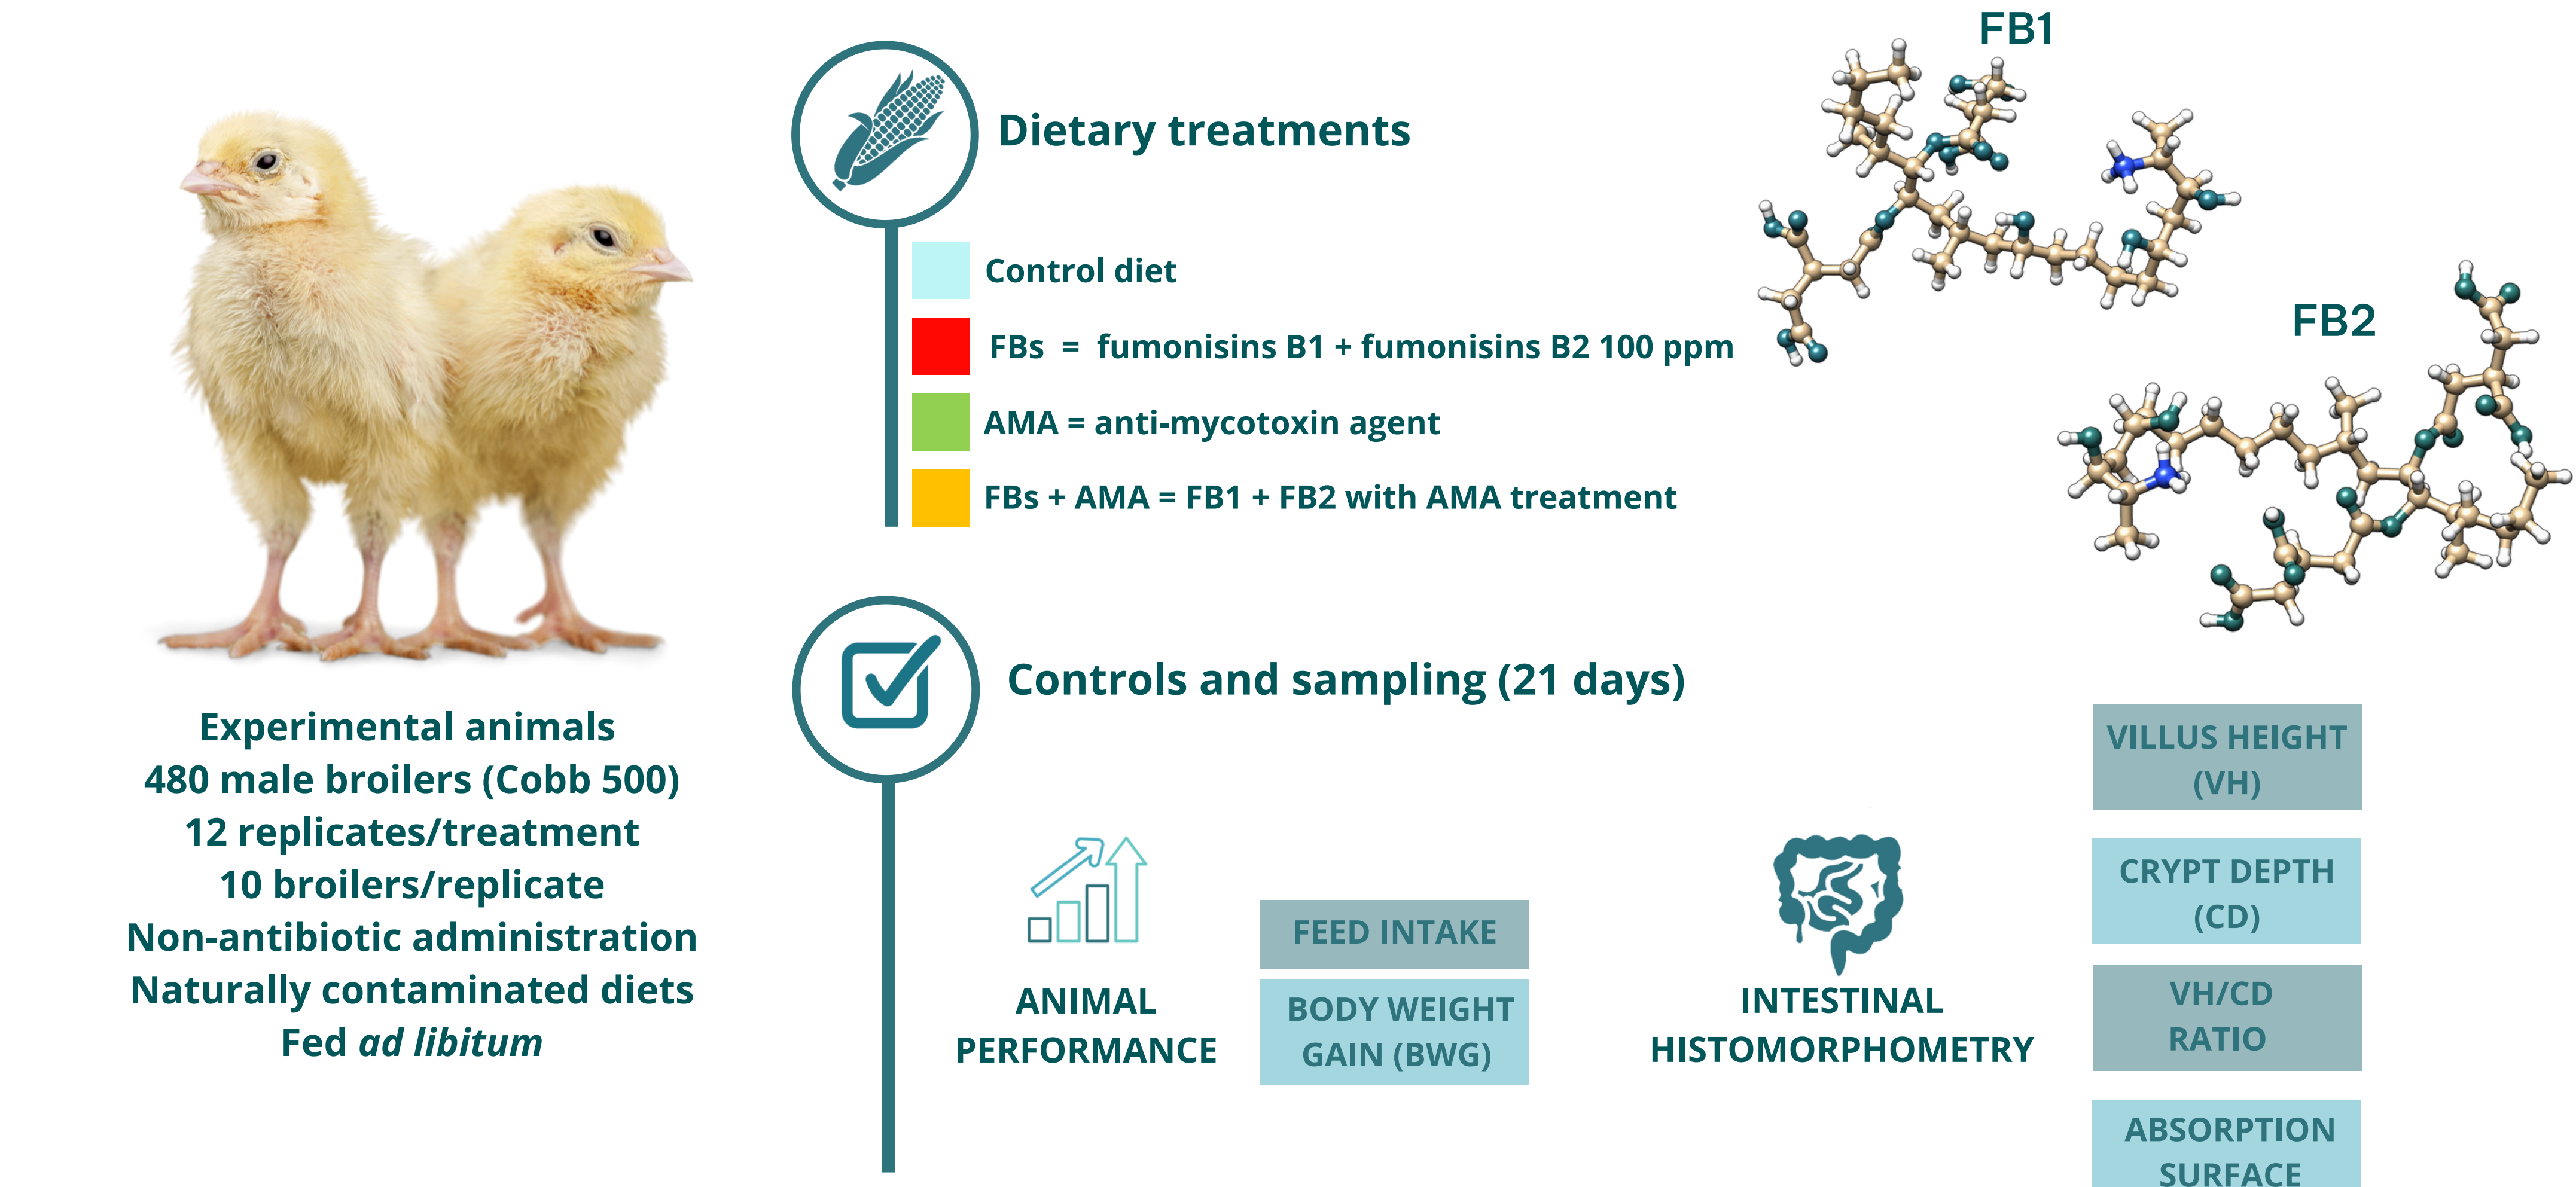 Experimental animals
480 male broilers (Cobb 500)
12 replicates/treatment
10 broilers/replicate
Non-antibiotic administration
Naturally contaminated diets
Fed ad libitum
Dietary treatments
Control diet
FBs = fumonisins B1 + fumonisins B2 100 ppm
AMA = anti-mycotoxin agent
FBs + AMA = FB1 + FB2 with AMA treatment
FB1
FB2
Controls and sampling (21 days)
ANIMAL
PERFORMANCE
FEED INTAKE
BODY WEIGHT
GAIN (BWG)
INTESTINAL
HISTOMORPHOMETRY
VILLUS HEIGHT
(VH)
CRYPT DEPTH
(CD)
VH/CD
RATIO
ABSORPTION
SURFACE